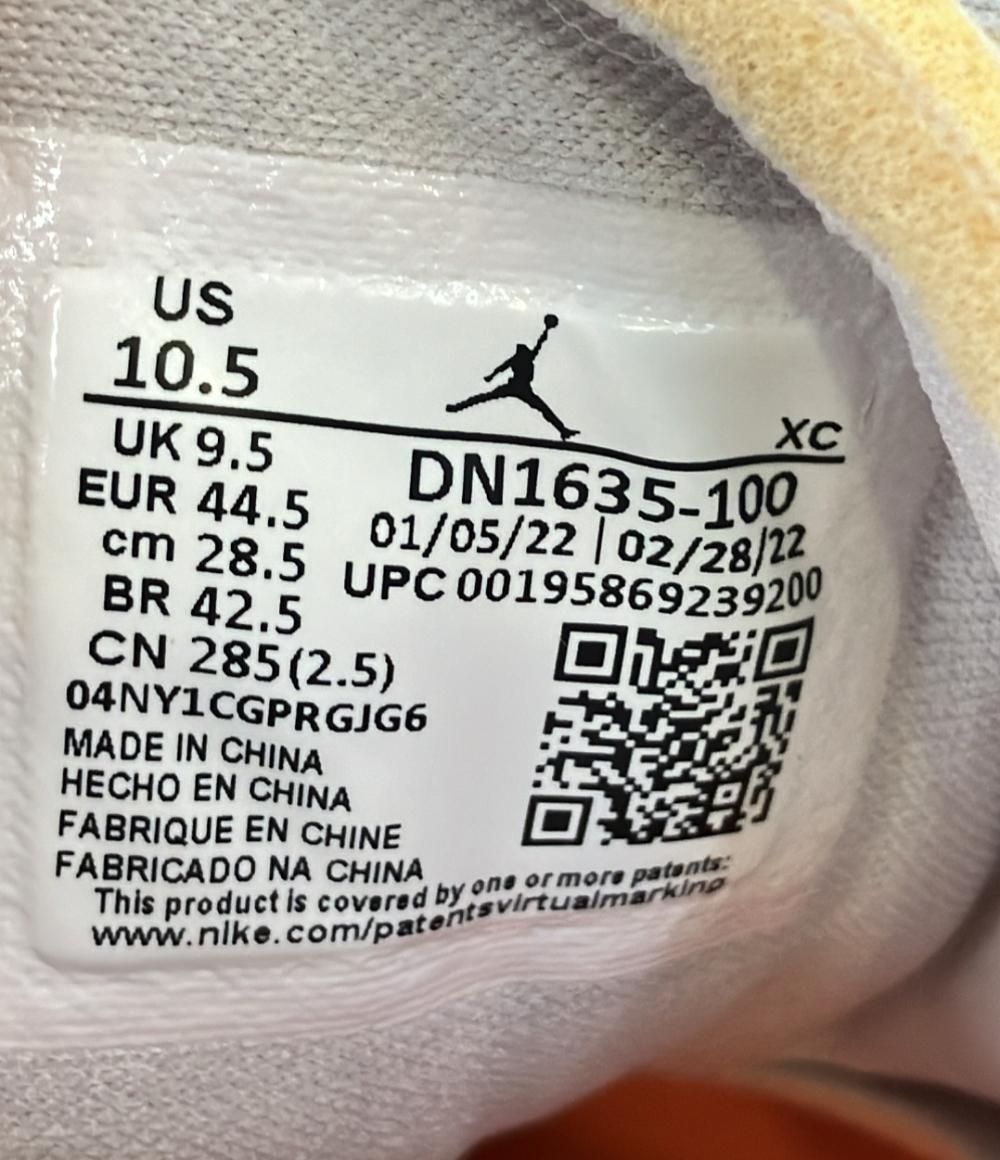 US
10.5
XC
UK 9.5
EUR 44.5
cm 28.5
BR 42.5
CN 285(2.5)
DN1635-100
01/05/22 | 02/28/22
UPC 00195869239200
04NY1CGPRGJG6
MADE IN CHINA
HECHO EN CHINA
FABRIQUE EN CHINE
FABRICADO NA CHINA
This product is covered by one or more patents:
www.nike.com/patentsvirtualmarking